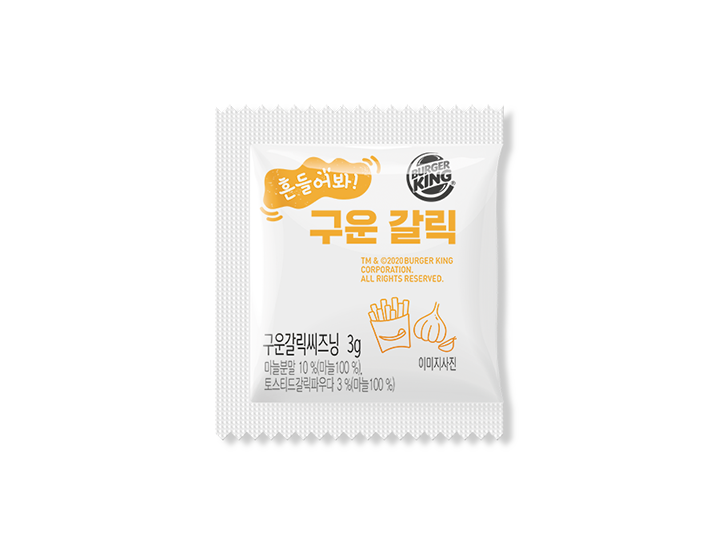 흔들어봐!
BURGER
KING®
구운 갈릭
TM & ©2020BURGER KING
CORPORATION.
ALL RIGHTS RESERVED.
구운갈릭씨즈닝 3g
마늘분말 10 %(마늘100 %),
토스티드갈릭파우다 3 %(마늘100 %)
이미지사진